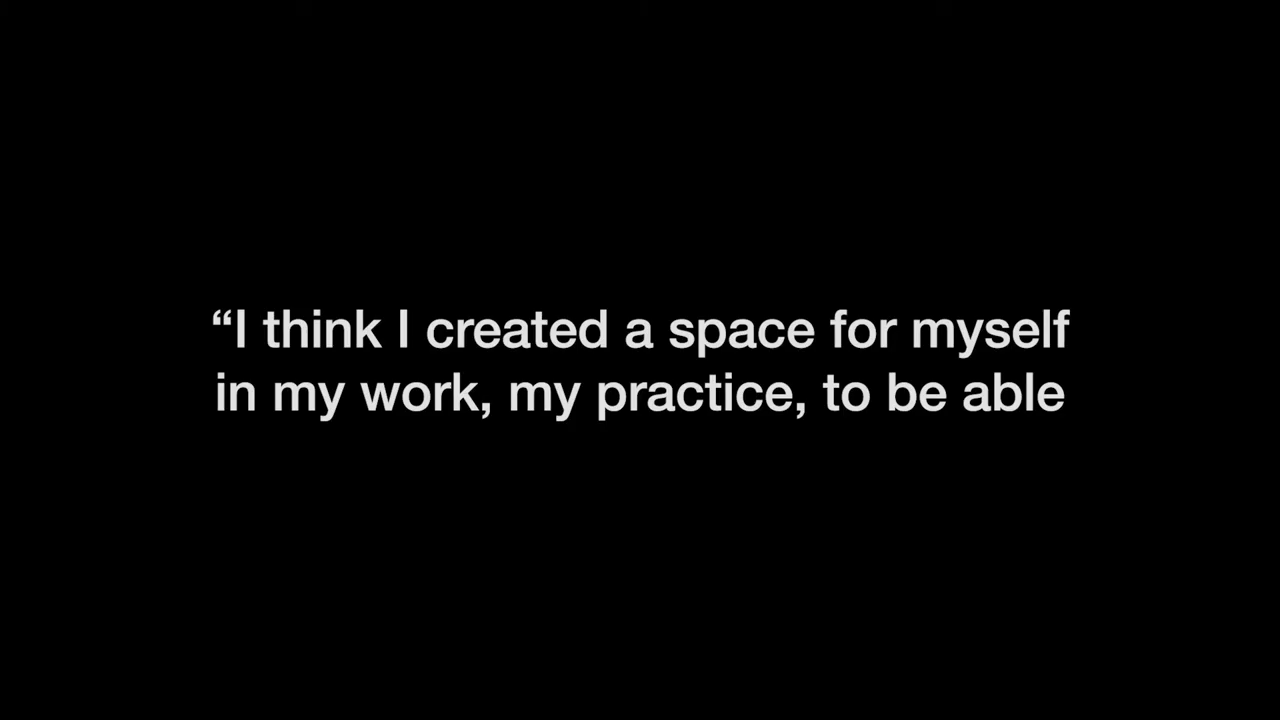 “I think I created a space for myself
in my work, my practice, to be able